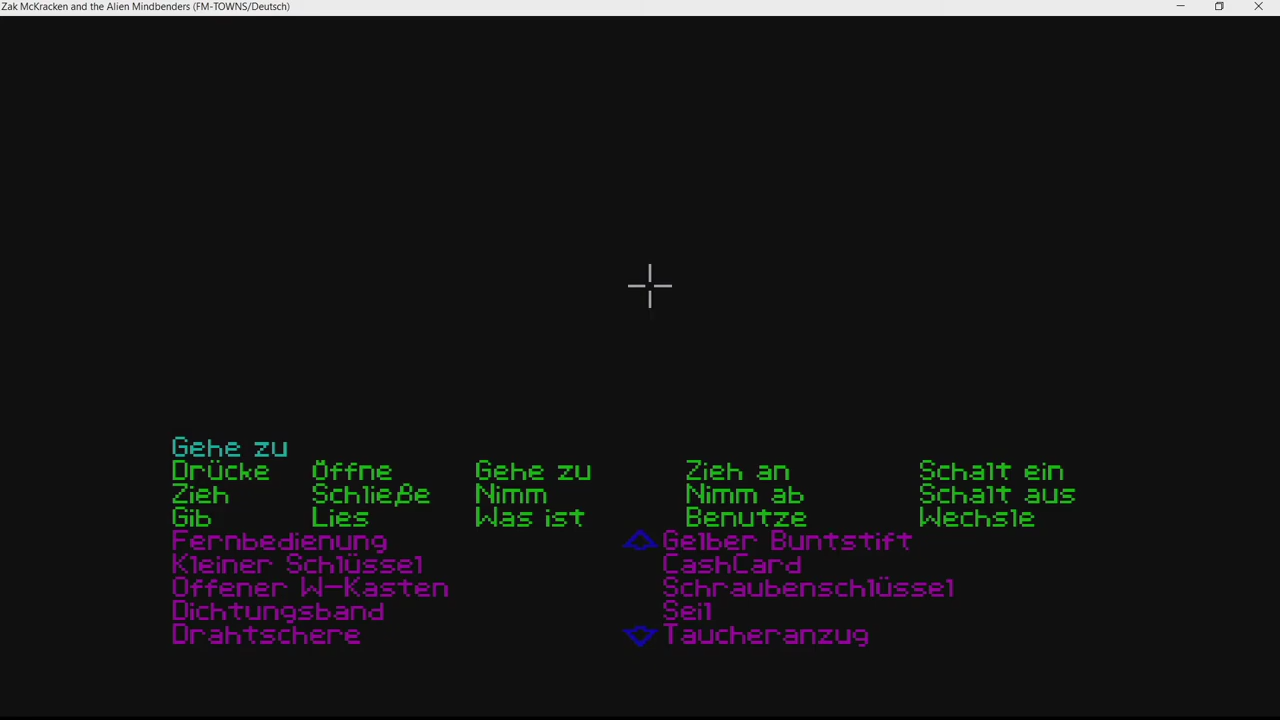 Zak McKracken and the Alien Mindbenders (FM-TOWNS/Deutsch)
Gehe zu
Drücke Öffne Gehe zu Zieh an Schalt ein
Zieh Schließe Nimm Nimm ab Schalt aus
Gib Lies Was ist Benutze Wechsle
Fernbedienung Gelber Buntstift
Kleiner Schlüssel CashCard
Offener W-Kasten Schraubenschlüssel
Dichtungsband Seil
Drahtschere Taucheranzug